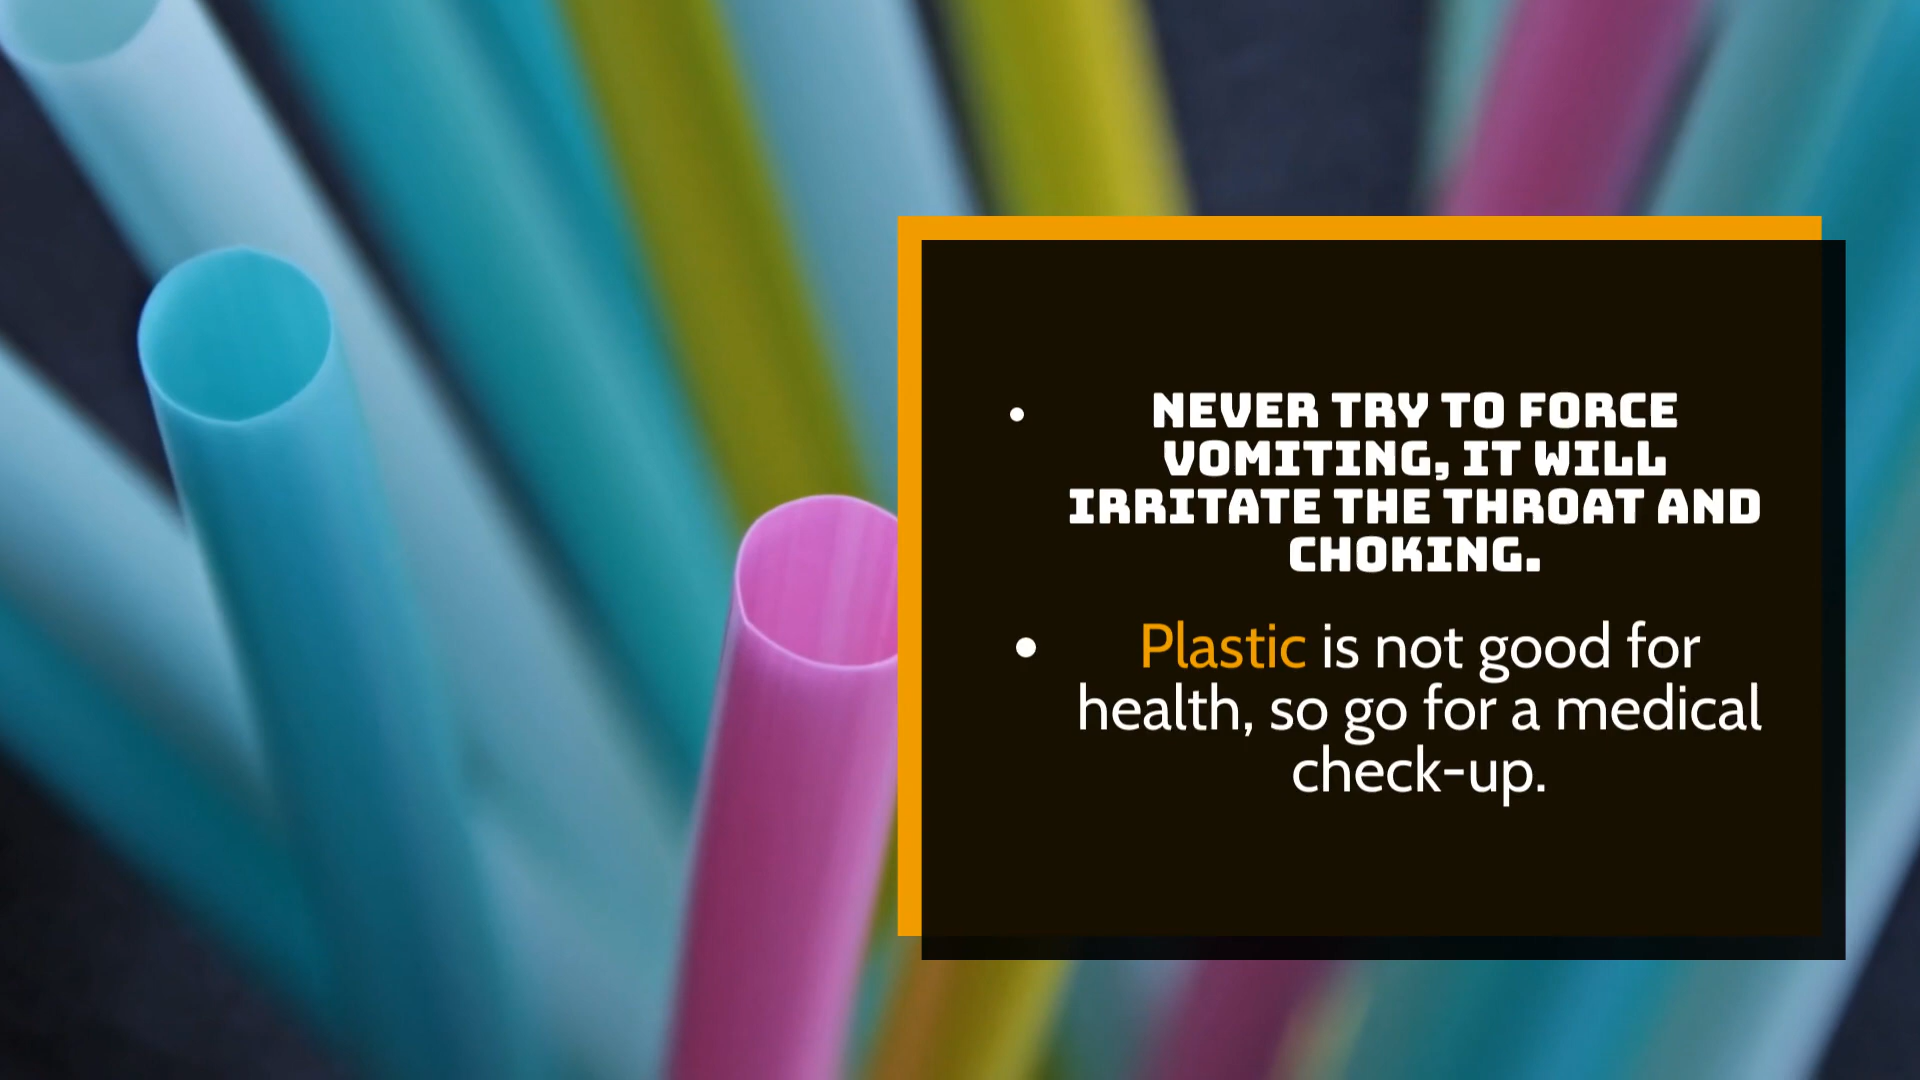 • NEVER TRY TO FORCE
VOMITING, IT WILL
IRRITATE THE THROAT AND
CHOKING.
• Plastic is not good for
health, so go for a medical
check-up.